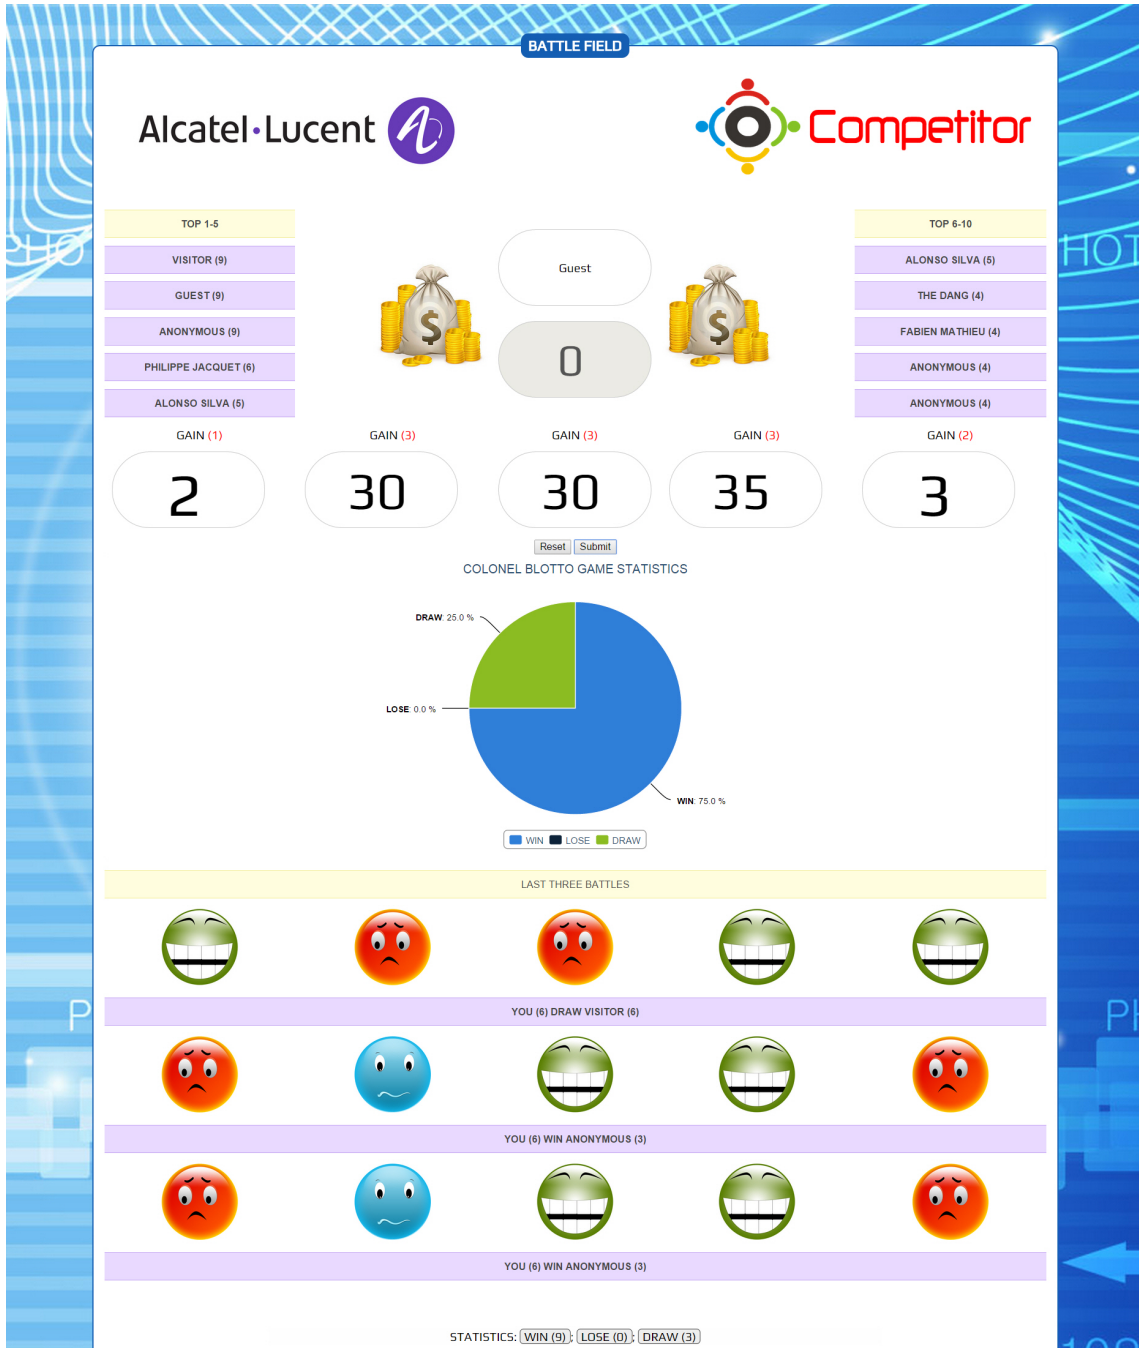 BATTLE FIELD
Alcatel·Lucent
Competitor
TOP 1-5
VISITOR (9)
GUEST (9)
ANONYMOUS (9)
PHILIPPE JACQUET (6)
ALONSO SILVA (5)
Guest
0
$
$
TOP 6-10
ALONSO SILVA (5)
THE DANG (4)
FABIEN MATHIEU (4)
ANONYMOUS (4)
ANONYMOUS (4)
GAIN (1) GAIN (3) GAIN (3) GAIN (3) GAIN (2)
2 30 30 35 3
Reset Submit
COLONEL BLOTTO GAME STATISTICS
DRAW: 25.0 %
LOSE: 0.0 %
WIN: 75.0 %
WIN LOSE DRAW
LAST THREE BATTLES
YOU (6) DRAW VISITOR (6)
YOU (6) WIN ANONYMOUS (3)
YOU (6) WIN ANONYMOUS (3)
STATISTICS: WIN (9) ; LOSE (0) ; DRAW (3)